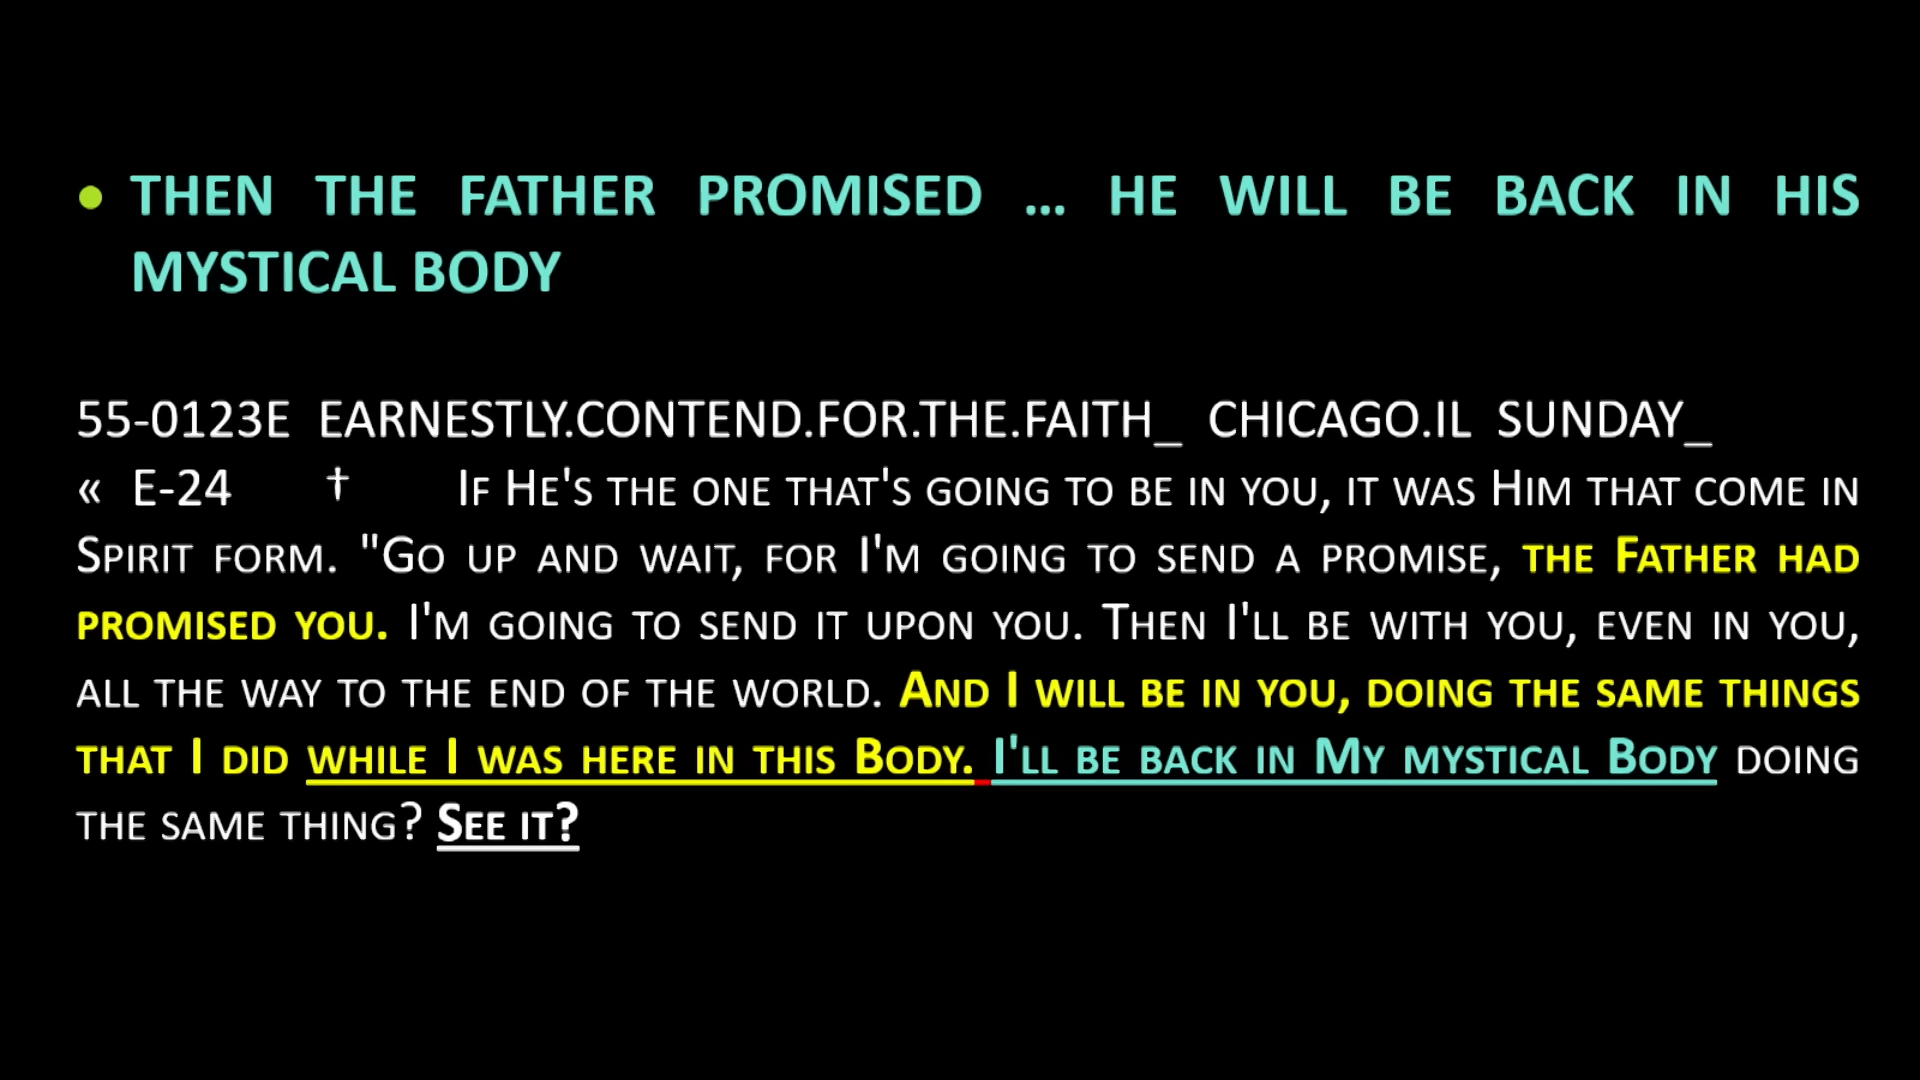 • THEN THE FATHER PROMISED ... HE WILL BE BACK IN HIS
MYSTICAL BODY
55-0123E EARNESTLY.CONTEND.FOR.THE.FAITH_ CHICAGO.IL SUNDAY_
« E-24 † If He's the one that's going to be in you, it was Him that come in
Spirit form. "Go up and wait, for I'm going to send a promise, the Father had
promised you. I'm going to send it upon you. Then I'll be with you, even in you,
all the way to the end of the world. And I will be in you, doing the same things
that I did while I was here in this Body. I'll be back in My mystical Body doing
the same thing? See it?